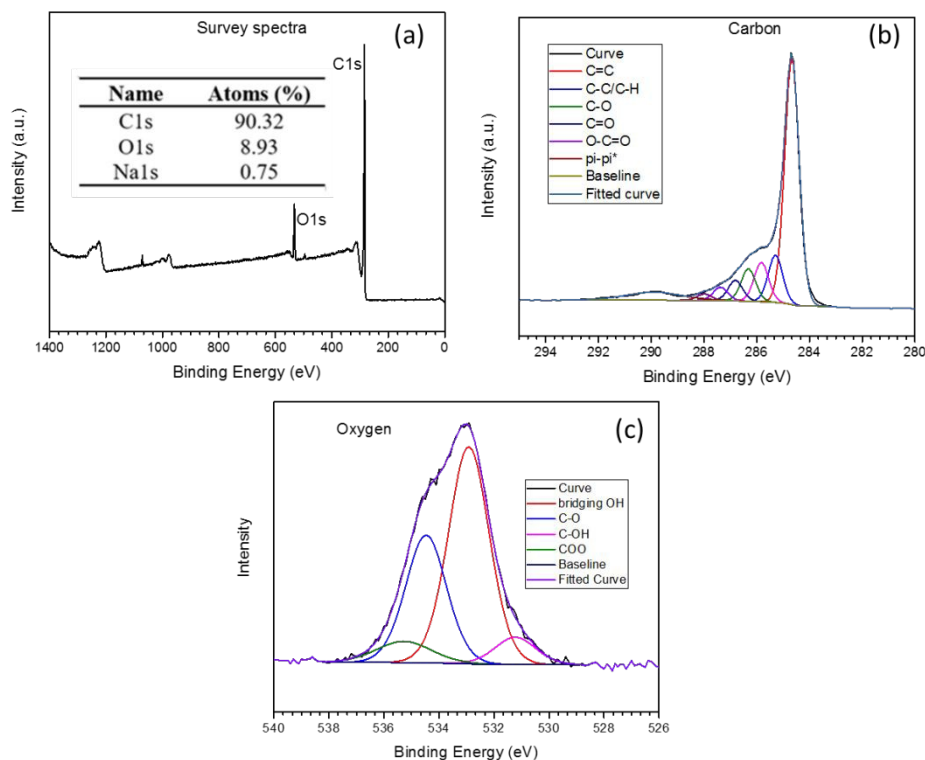 Survey spectra
(a)
C1s
Name Atoms (%)
C1s 90.32
O1s 8.93
Na1s 0.75
O1s
Intensity (a.u.)
1400 1200 1000 800 600 400 200 0
Binding Energy (eV)
Carbon
(b)
Curve
C=C
C-C/C-H
C-O
C=O
O-C=O
pi-pi*
Baseline
Fitted curve
Intensity (a.u.)
294 292 290 288 286 284 282 280
Binding Energy (eV)
Oxygen
(c)
Curve
bridging OH
C-O
C-OH
COO
Baseline
Fitted Curve
Intensity
540 538 535 533 530 528 526
Binding Energy (eV)